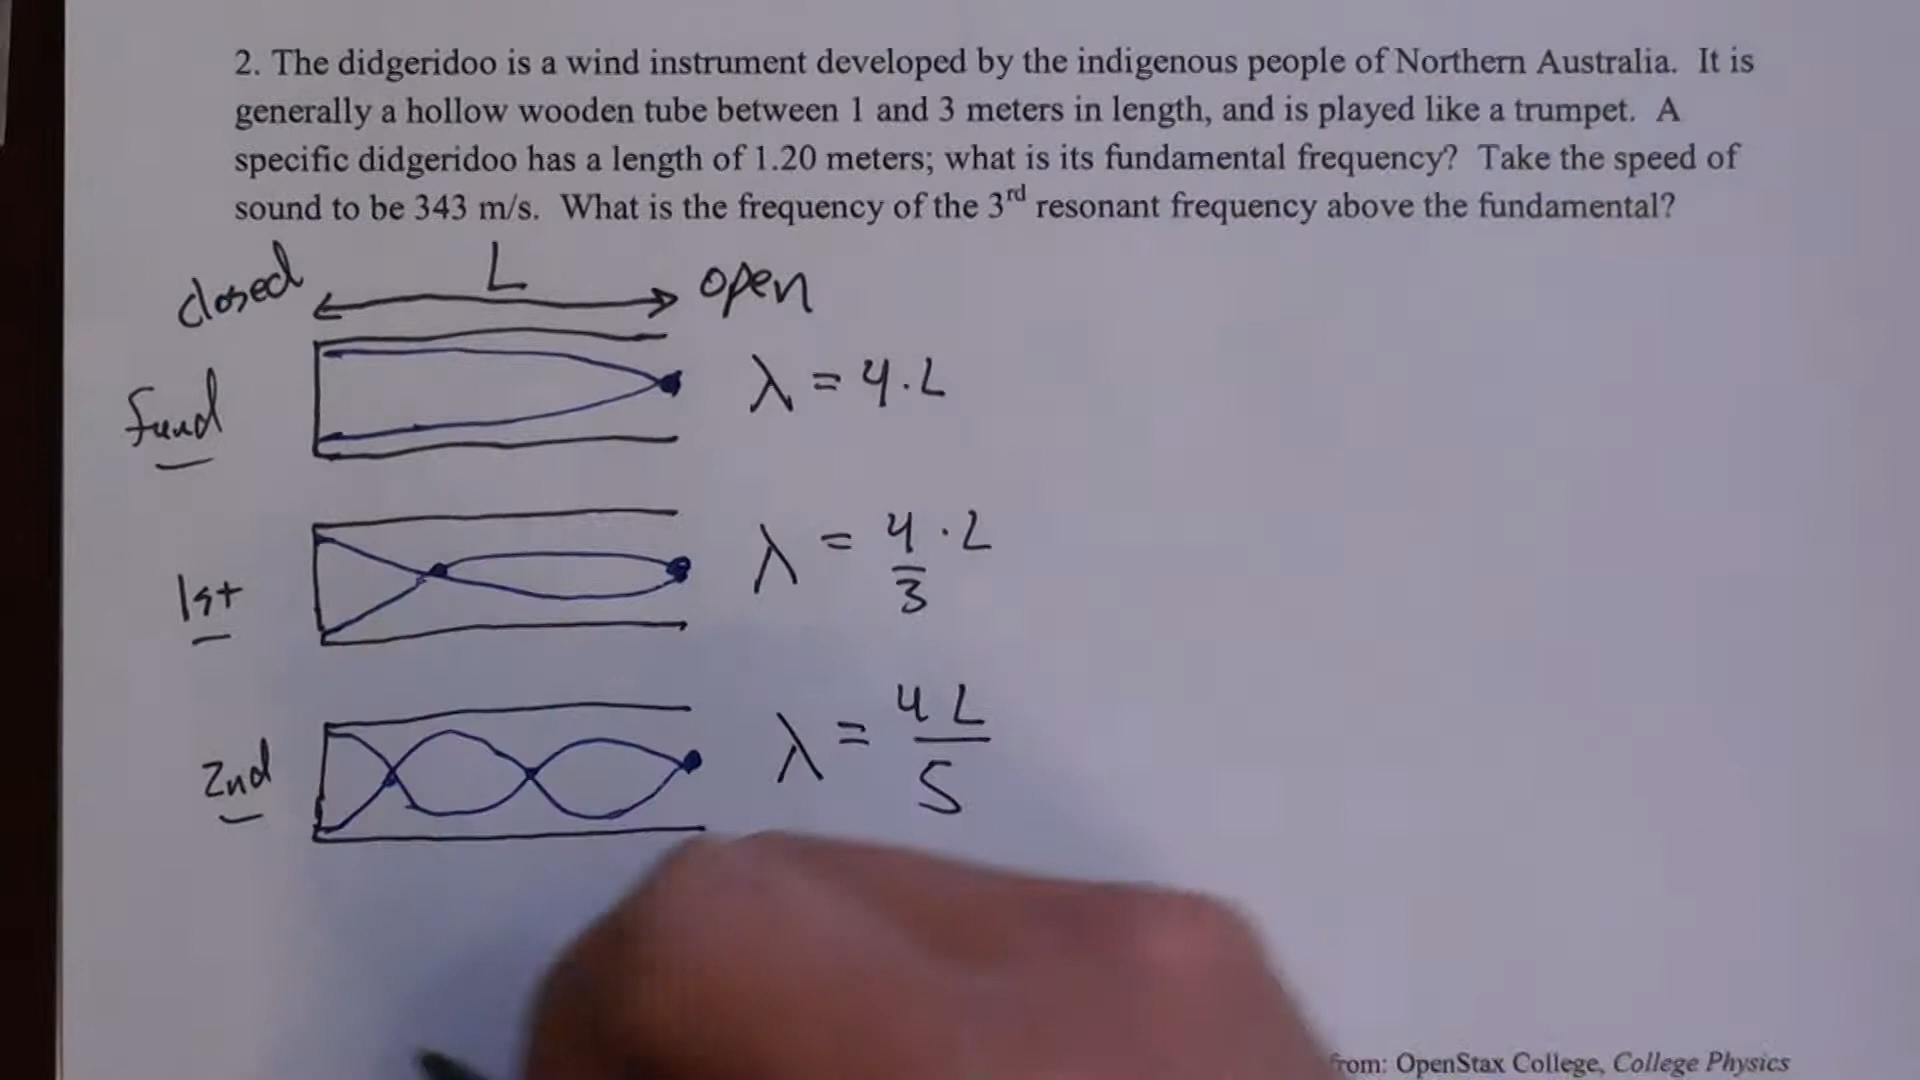 2. The didgeridoo is a wind instrument developed by the indigenous people of Northern Australia. It is
generally a hollow wooden tube between 1 and 3 meters in length, and is played like a trumpet. A
specific didgeridoo has a length of 1.20 meters; what is its fundamental frequency? Take the speed of
sound to be 343 m/s. What is the frequency of the 3rd resonant frequency above the fundamental?
closed L open
Fund λ = 4 . L
1st λ = 4/3 . L
2nd λ = 4L/5
from: OpenStax College, College Physics